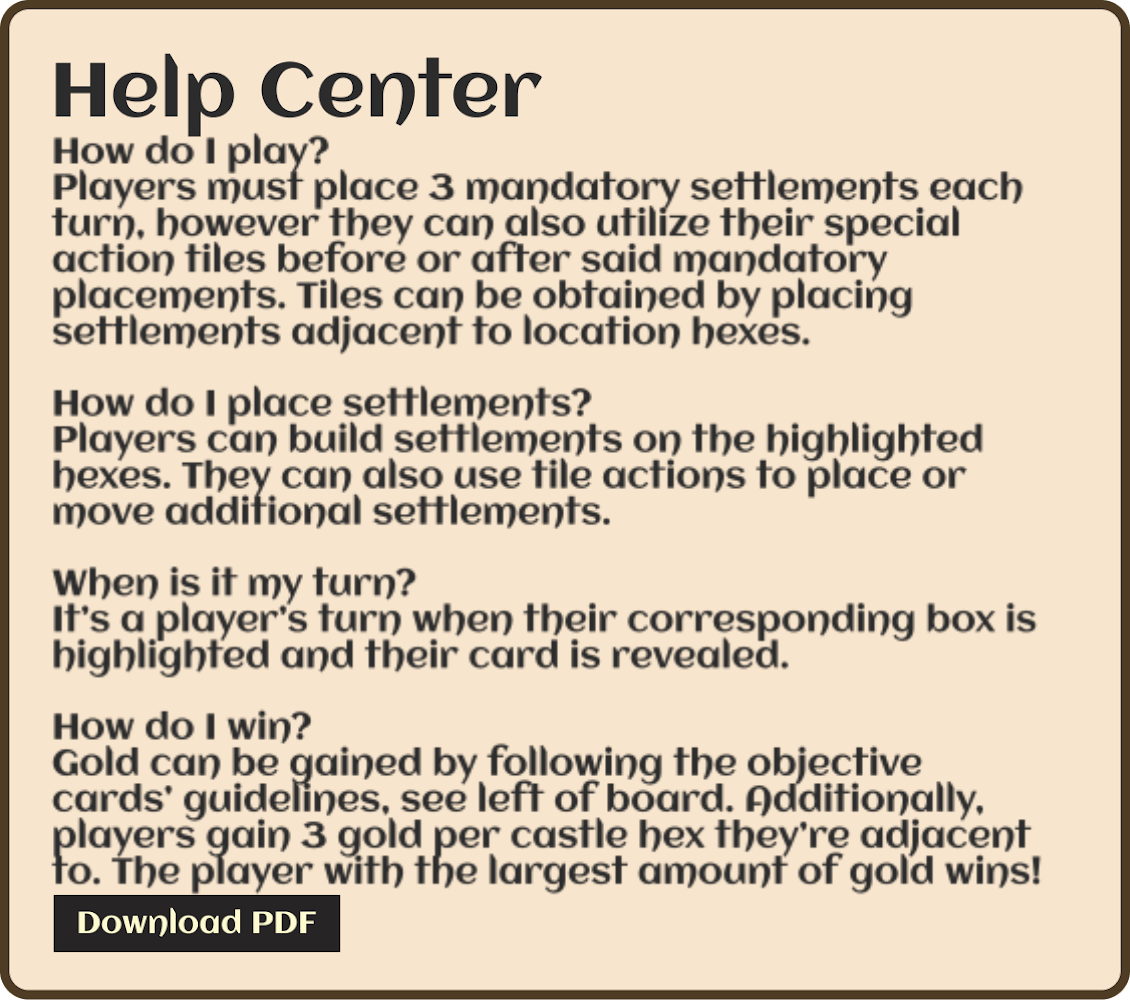 Help Center
How do I play?
Players must place 3 mandatory settlements each
turn, however they can also utilize their special
action tiles before or after said mandatory
placements. Tiles can be obtained by placing
settlements adjacent to location hexes.
How do I place settlements?
Players can build settlements on the highlighted
hexes. They can also use tile actions to place or
move additional settlements.
When is it my turn?
It's a player's turn when their corresponding box is
highlighted and their card is revealed.
How do I win?
Gold can be gained by following the objective
cards' guidelines, see left of board. Additionally,
players gain 3 gold per castle hex they're adjacent
to. The player with the largest amount of gold wins!
Download PDF